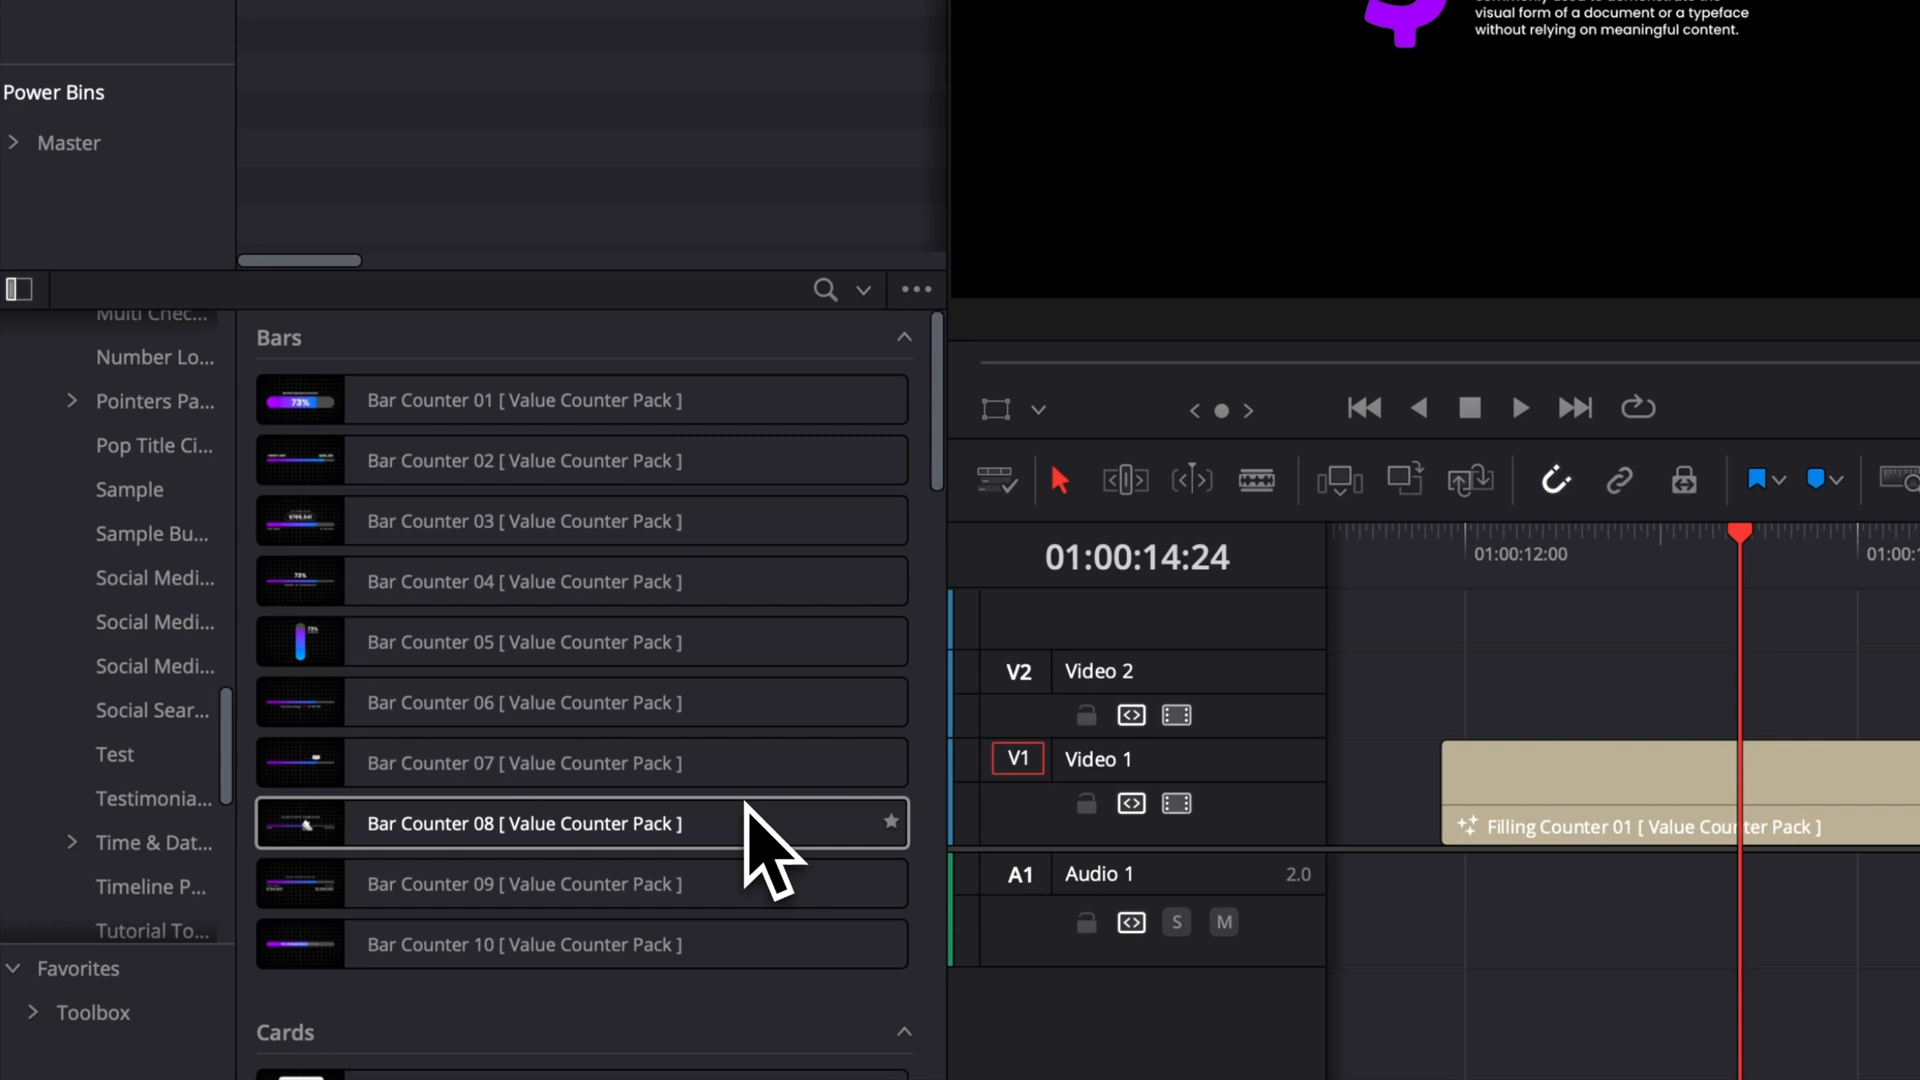 visual form of a document or a typeface
without relying on meaningful content.
Power Bins
Master
Multi Chec...
Number Lo...
Pointers Pa...
Pop Title Ci...
Sample
Sample Bu...
Social Medi...
Social Medi...
Social Medi...
Social Sear...
Test
Testimonia...
Time & Dat...
Timeline P...
Tutorial To...
Favorites
Toolbox
Bars
73%
Bar Counter 01 [ Value Counter Pack ]
Bar Counter 02 [ Value Counter Pack ]
Bar Counter 03 [ Value Counter Pack ]
73%
Bar Counter 04 [ Value Counter Pack ]
73%
Bar Counter 05 [ Value Counter Pack ]
Bar Counter 06 [ Value Counter Pack ]
Bar Counter 07 [ Value Counter Pack ]
Bar Counter 08 [ Value Counter Pack ]
Bar Counter 09 [ Value Counter Pack ]
Bar Counter 10 [ Value Counter Pack ]
Cards
01:00:14:24
01:00:12:00
V2 Video 2
V1 Video 1
Filling Counter 01 [ Value Counter Pack ]
A1 Audio 1 2.0
S M